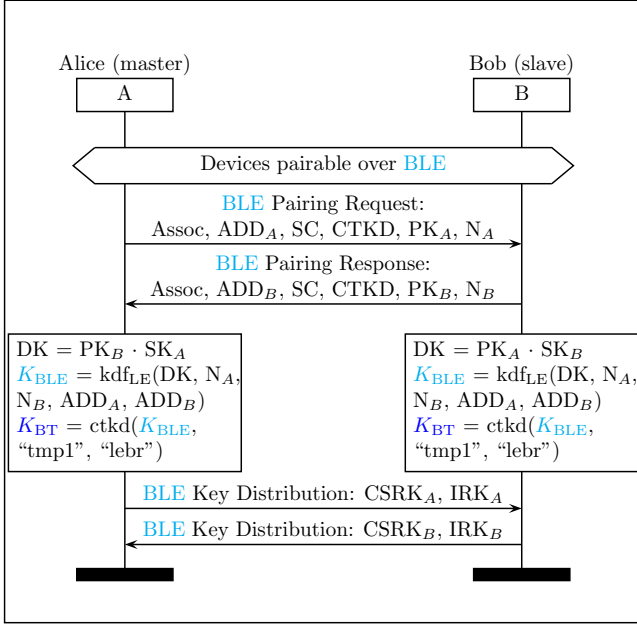 Alice (master)
Bob (slave)
A
B
Devices pairable over BLE
BLE Pairing Request:
Assoc, ADD_A, SC, CTKD, PK_A, N_A
BLE Pairing Response:
Assoc, ADD_B, SC, CTKD, PK_B, N_B
DK = PK_B · SK_A
K_BLE = kdf_LE(DK, N_A,
N_B, ADD_A, ADD_B)
K_BT = ctkd(K_BLE,
“tmp1”, “lebr”)
DK = PK_A · SK_B
K_BLE = kdf_LE(DK, N_A,
N_B, ADD_A, ADD_B)
K_BT = ctkd(K_BLE,
“tmp1”, “lebr”)
BLE Key Distribution: CSRK_A, IRK_A
BLE Key Distribution: CSRK_B, IRK_B